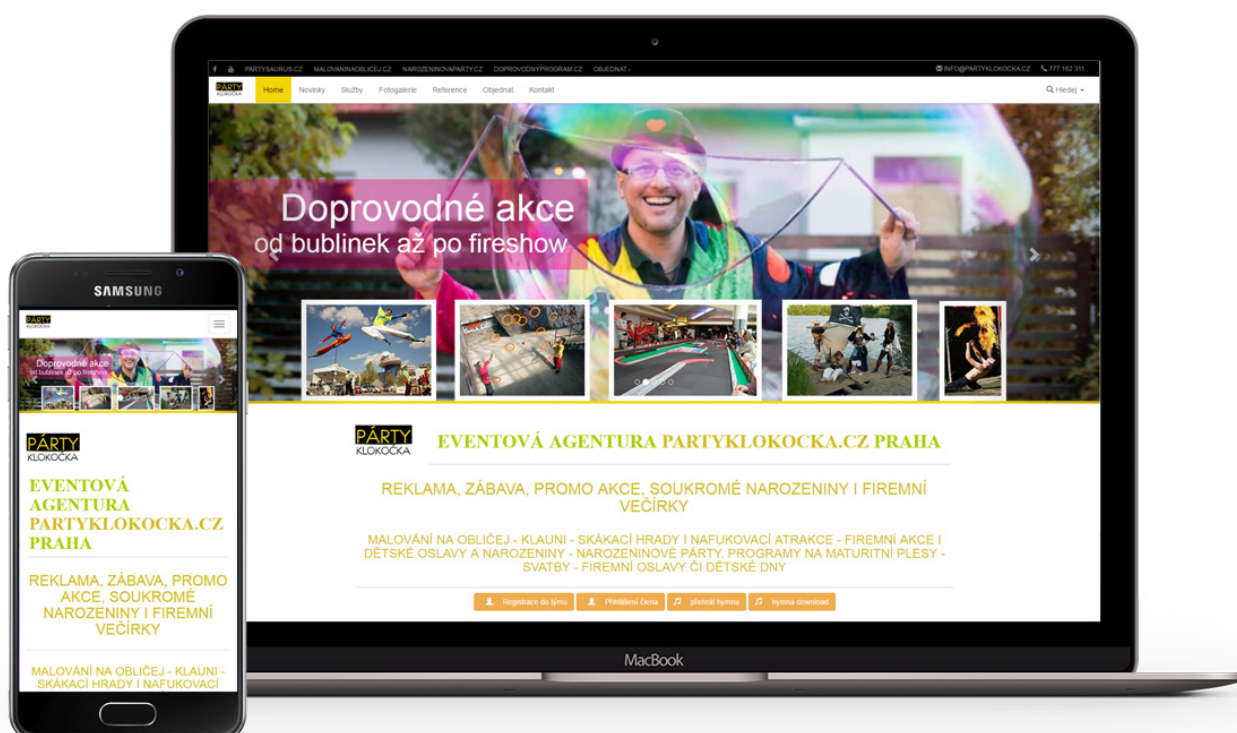 PARTYSAURUS.CZ MALOVANINAOBLICEJ.CZ NAROZENINOVAPARTY.CZ DOPROVODNYPROGRAM.CZ OBJEDNAT
INFO@PARTYKLOKOCKA.CZ 777 162 311
PÁRTY
KLOKOČKA
Home Novinky Služby Fotogalerie Reference Objednat Kontakt Hledej
Doprovodné akce
od bublinek až po fireshow
PÁRTY
KLOKOČKA
EVENTOVÁ AGENTURA PARTYKLOKOCKA.CZ PRAHA
REKLAMA, ZÁBAVA, PROMO AKCE, SOUKROMÉ NAROZENINY I FIREMNÍ
VEČÍRKY
MALOVÁNÍ NA OBLIČEJ - KLAUNI - SKÁKACÍ HRADY I NAFUKOVACÍ ATRAKCE - FIREMNÍ AKCE I
DĚTSKÉ OSLAVY A NAROZENINY - NAROZENINOVÉ PÁRTY. PROGRAMY NA MATURITNÍ PLESY -
SVATBY - FIREMNÍ OSLAVY ČI DĚTSKÉ DNY
Registrace do týmu Přihlášení člena přehrát hymnu hymna download
MacBook
SAMSUNG
PÁRTY
KLOKOČKA
Doprovodné akce
od bublinek až po fireshow
PÁRTY
KLOKOČKA
EVENTOVÁ
AGENTURA
PARTYKLOKOCKA.CZ
PRAHA
REKLAMA, ZÁBAVA, PROMO
AKCE, SOUKROMÉ
NAROZENINY I FIREMNÍ
VEČÍRKY
MALOVÁNÍ NA OBLIČEJ - KLAUNI -
SKÁKACÍ HRADY I NAFUKOVACÍ